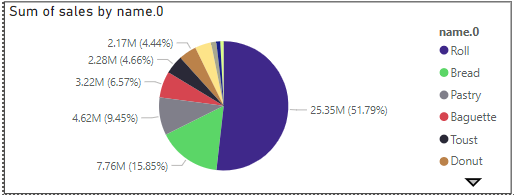 Sum of sales by name.0
name.0
Roll
Bread
Pastry
Baguette
Toust
Donut
2.17M (4.44%)
2.28M (4.66%)
3.22M (6.57%)
4.62M (9.45%)
7.76M (15.85%)
25.35M (51.79%)